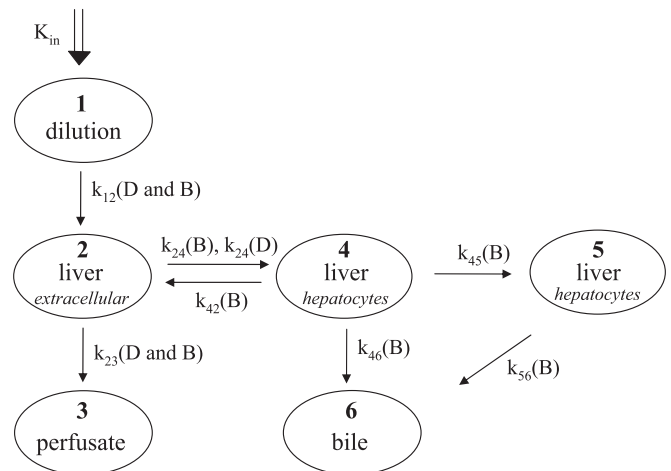 K_in
1
dilution
k_12(D and B)
2
liver
extracellular
k_24(B), k_24(D)
k_42(B)
4
liver
hepatocytes
k_45(B)
5
liver
hepatocytes
k_23(D and B)
k_46(B)
k_56(B)
3
perfusate
6
bile